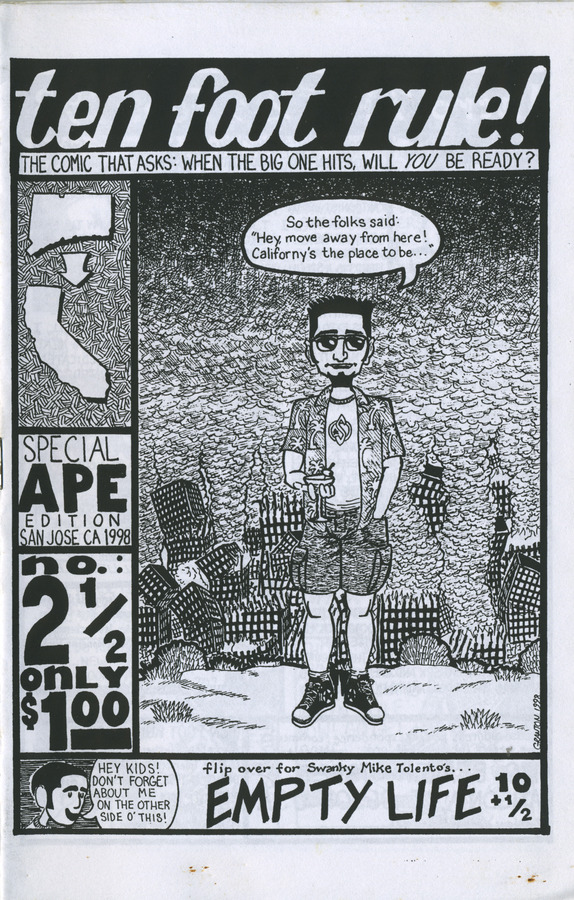 ten foot rule!
THE COMIC THAT ASKS: WHEN THE BIG ONE HITS, WILL YOU BE READY?
So the folks said:
"Hey, move away from here!
Californy's the place to be..."
SPECIAL
APE
EDITION
SAN JOSE CA 1998
no.:
2 1/2
only
$1.00
GRANTON 1998
HEY KIDS!
DON'T FORGET
ABOUT ME
ON THE OTHER
SIDE O' THIS!
flip over for Swanky Mike Tolento's...
EMPTY LIFE 10
+1/2